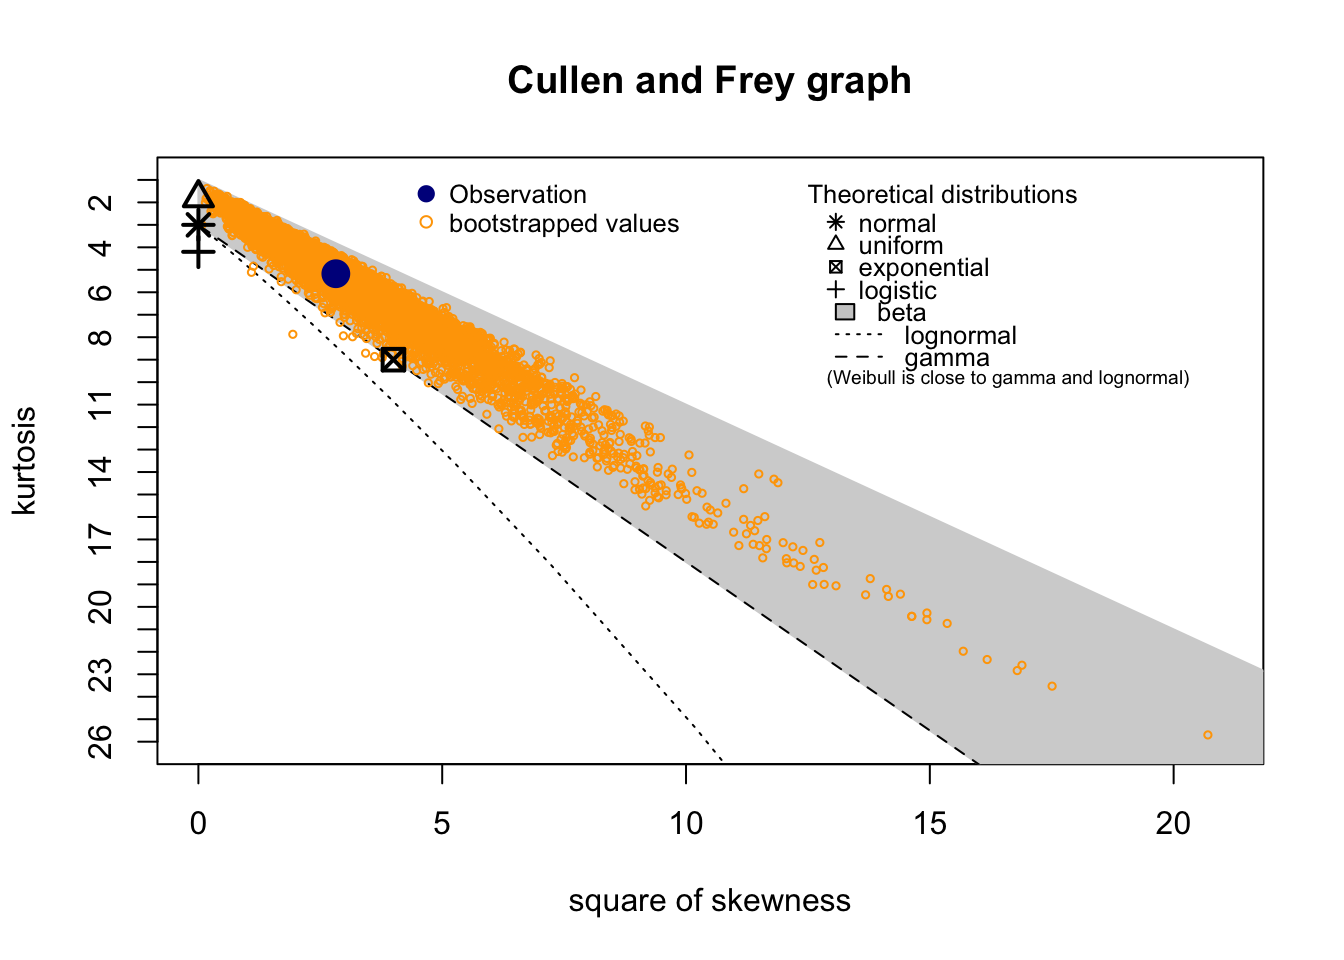 Cullen and Frey graph
Observation
bootstrapped values
Theoretical distributions
normal
uniform
exponential
logistic
beta
lognormal
gamma
(Weibull is close to gamma and lognormal)
kurtosis
2
4
6
8
11
14
17
20
23
26
0 5 10 15 20
square of skewness